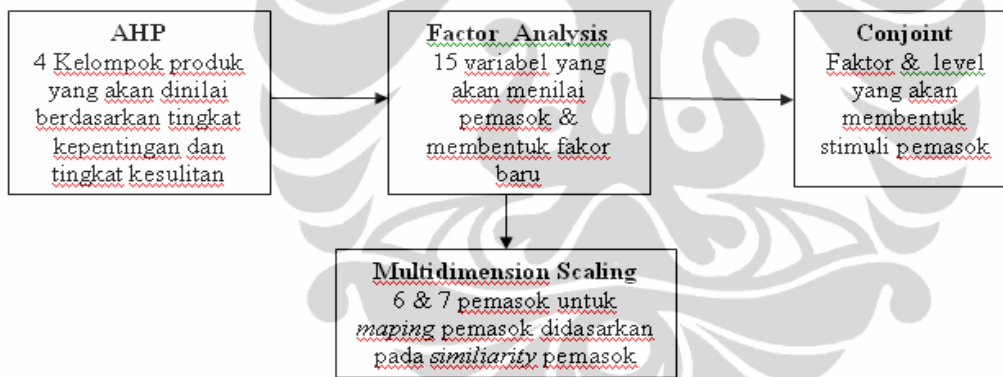 AHP
4 Kelompok produk
yang akan dinilai
berdasarkan tingkat
kepentingan dan
tingkat kesulitan
Factor Analysis
15 variabel yang
akan menilai
pemasok &
membentuk fakor
baru
Conjoint
Faktor & level
yang akan
membentuk
stimuli pemasok
Multidimension Scaling
6 & 7 pemasok untuk
maping pemasok didasarkan
pada similiarity pemasok